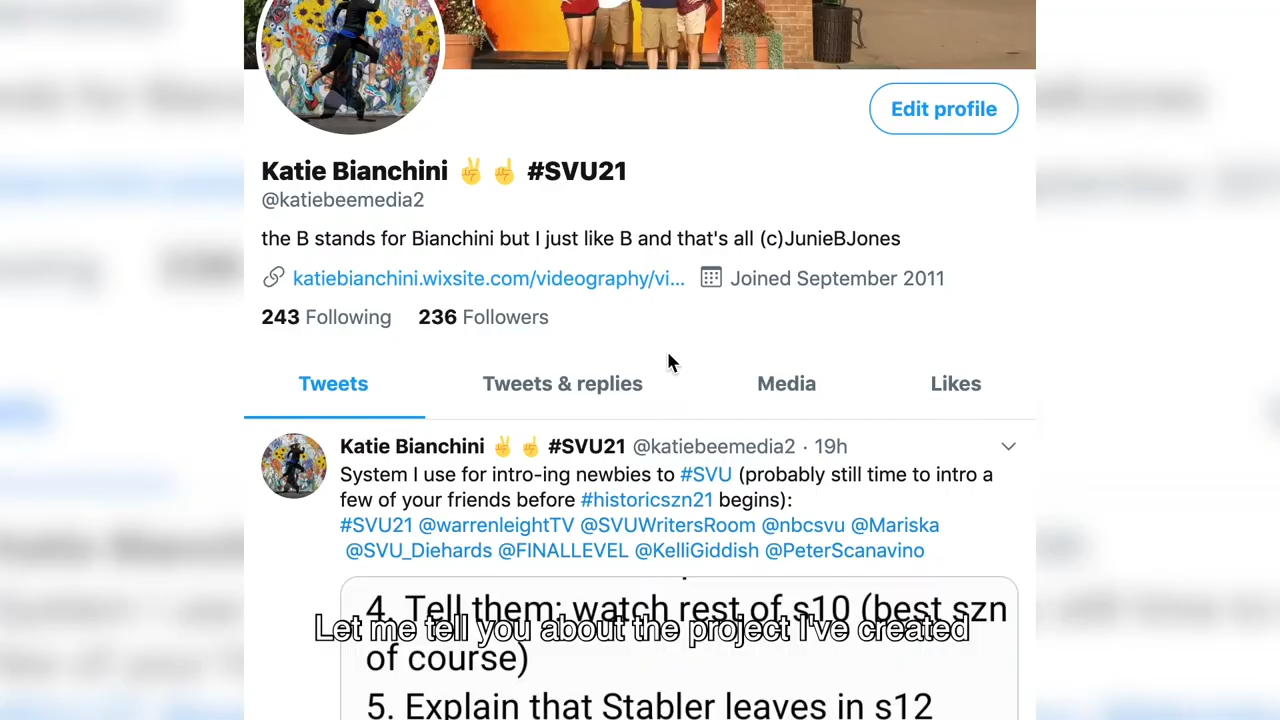 Edit profile
Katie Bianchini ✌️ ☝️ #SVU21
@katiebeemedia2
the B stands for Bianchini but I just like B and that's all (c)JunieBJones
katiebianchini.wixsite.com/videography/vi... Joined September 2011
243 Following 236 Followers
Tweets Tweets & replies Media Likes
Katie Bianchini ✌️ ☝️ #SVU21 @katiebeemedia2 · 19h
System I use for intro-ing newbies to #SVU (probably still time to intro a
few of your friends before #historicszn21 begins):
#SVU21 @warrenleightTV @SVUWritersRoom @nbcsvu @Mariska
@SVU_Diehards @FINALLEVEL @KelliGiddish @PeterScanavino
4. Tell them: watch rest of s10 (best szn
Let me tell you about the project I've created
of course)
5. Explain that Stabler leaves in s12